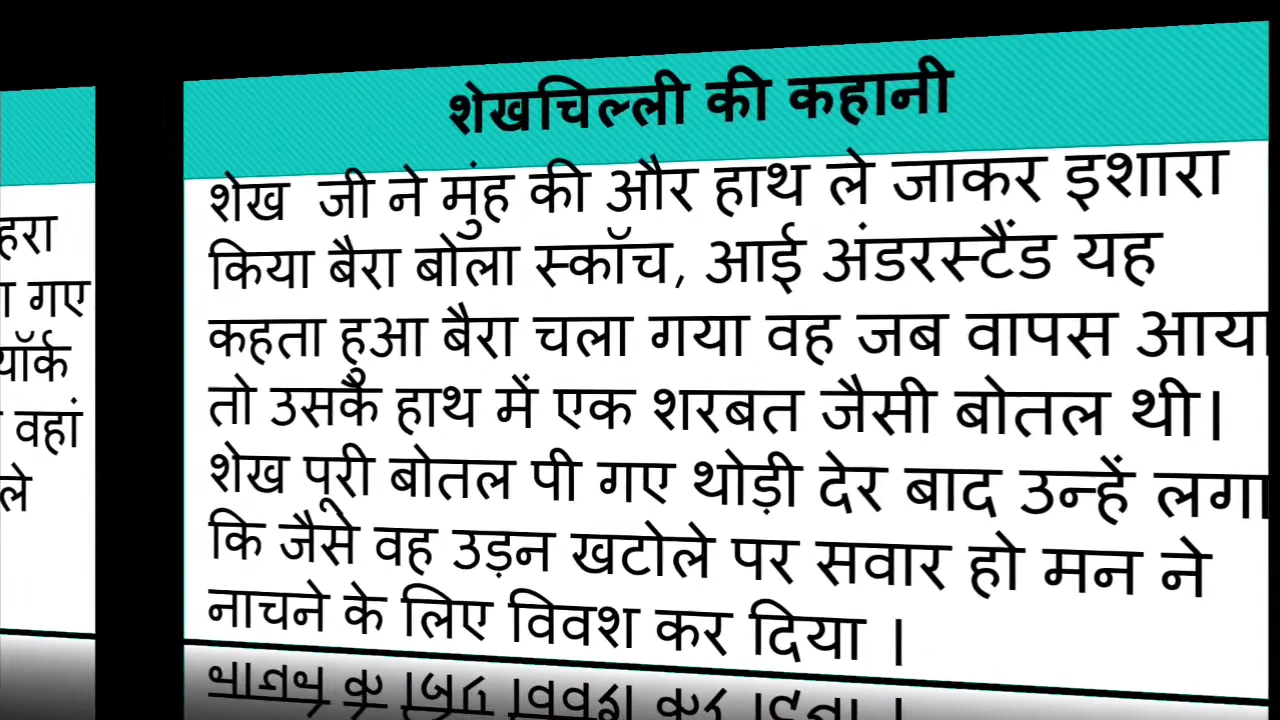 शेखचिल्ली की कहानी
शेख जी ने मुंह की और हाथ ले जाकर इशारा
किया बैरा बोला स्कॉच, आई अंडरस्टैंड यह
कहता हुआ बैरा चला गया वह जब वापस आया
तो उसके हाथ में एक शरबत जैसी बोतल थी।
शेख पूरी बोतल पी गए थोड़ी देर बाद उन्हें लगा
कि जैसे वह उड़न खटोले पर सवार हो मन ने
नाचने के लिए विवश कर दिया ।
गए
वहां